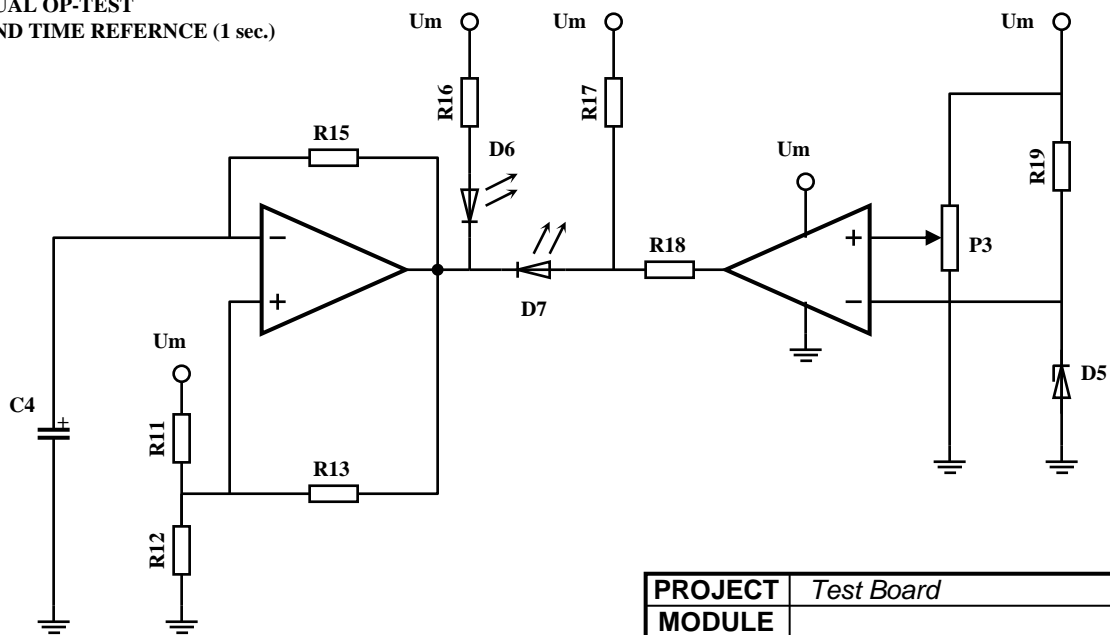 UAL OP-TEST
ND TIME REFERNCE (1 sec.)
Um
Um
Um
R16
R17
R15
D6
Um
R19
R18
P3
D7
Um
D5
C4
+
R11
R13
R12
PROJECT Test Board
MODULE